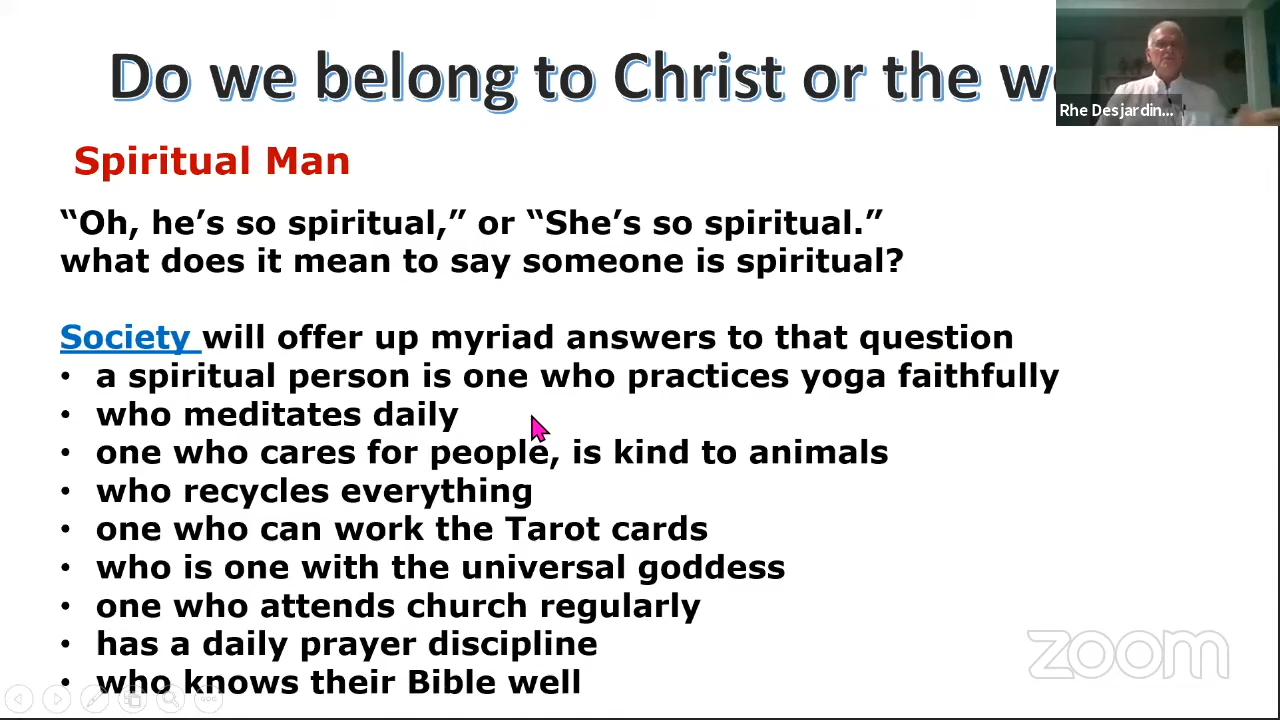 Do we belong to Christ or the
Rhe Desjardin...
Spiritual Man
“Oh, he’s so spiritual,” or “She’s so spiritual.”
what does it mean to say someone is spiritual?
Society will offer up myriad answers to that question
• a spiritual person is one who practices yoga faithfully
• who meditates daily
• one who cares for people, is kind to animals
• who recycles everything
• one who can work the Tarot cards
• who is one with the universal goddess
• one who attends church regularly
• has a daily prayer discipline
• who knows their Bible well
zoom